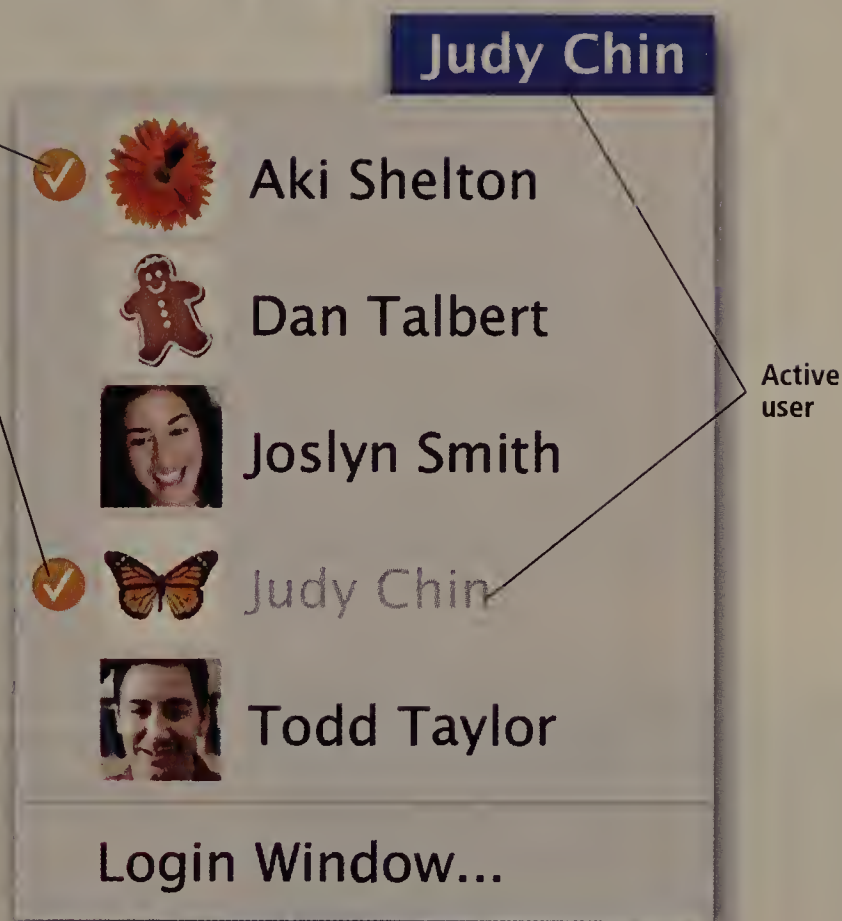 Judy Chin
Aki Shelton
Dan Talbert
Joslyn Smith
Active
user
Judy Chin
Todd Taylor
Login Window...